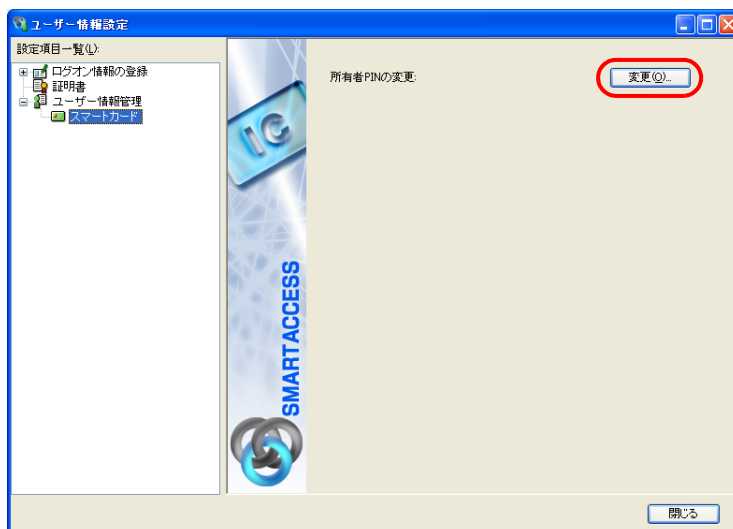 ユーザー情報設定
設定項目一覧(L):
ログオン情報の登録
証明書
ユーザー情報管理
スマートカード
IC
SMARTACCESS
所有者PINの変更:
変更(O)...
閉じる